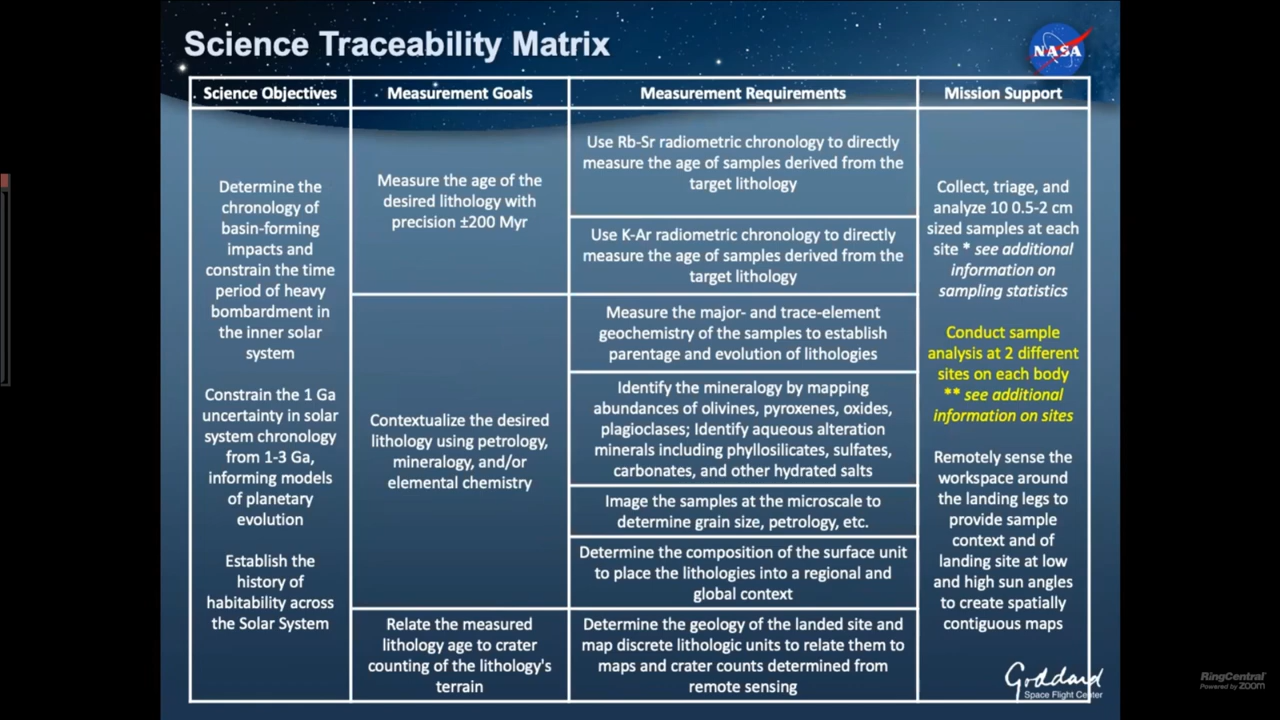 Science Traceability Matrix
NASA
Science Objectives
Measurement Goals
Measurement Requirements
Mission Support
Determine the
chronology of
basin-forming
impacts and
constrain the time
period of heavy
bombardment in
the inner solar
system
Constrain the 1 Ga
uncertainty in solar
system chronology
from 1-3 Ga,
informing models
of planetary
evolution
Establish the
history of
habitability across
the Solar System
Measure the age of the
desired lithology with
precision ±200 Myr
Use Rb-Sr radiometric chronology to directly
measure the age of samples derived from the
target lithology
Use K-Ar radiometric chronology to directly
measure the age of samples derived from the
target lithology
Contextualize the desired
lithology using petrology,
mineralogy, and/or
elemental chemistry
Measure the major- and trace-element
geochemistry of the samples to establish
parentage and evolution of lithologies
Identify the mineralogy by mapping
abundances of olivines, pyroxenes, oxides,
plagioclases; Identify aqueous alteration
minerals including phyllosilicates, sulfates,
carbonates, and other hydrated salts
Image the samples at the microscale to
determine grain size, petrology, etc.
Determine the composition of the surface unit
to place the lithologies into a regional and
global context
Relate the measured
lithology age to crater
counting of the lithology's
terrain
Determine the geology of the landed site and
map discrete lithologic units to relate them to
maps and crater counts determined from
remote sensing
Collect, triage, and
analyze 10 0.5-2 cm
sized samples at each
site * see additional
information on
sampling statistics
Conduct sample
analysis at 2 different
sites on each body
** see additional
information on sites
Remotely sense the
workspace around
the landing legs to
provide sample
context and of
landing site at low
and high sun angles
to create spatially
contiguous maps
Goddard
Space Flight Center
RingCentral
Powered by zoom